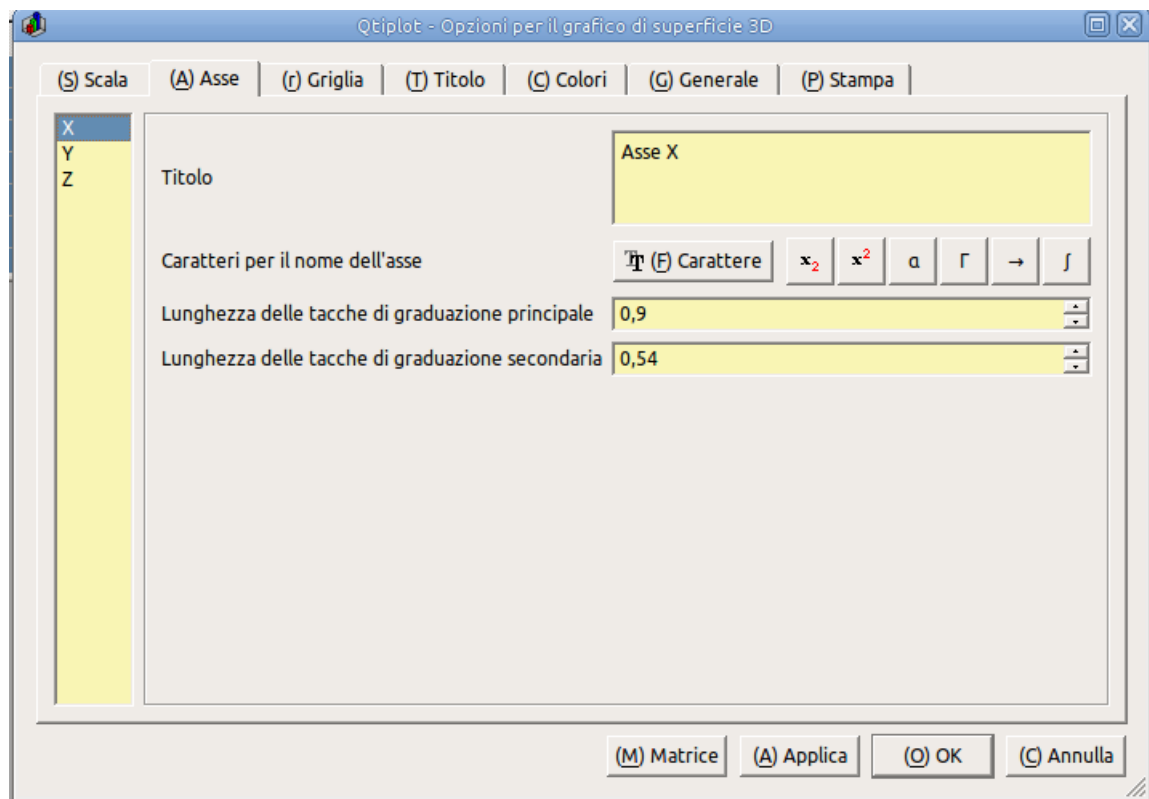 Qtiplot - Opzioni per il grafico di superficie 3D
(S) Scala (A) Asse (r) Griglia (T) Titolo (C) Colori (G) Generale (P) Stampa
X
Y
Z
Titolo
Asse X
Caratteri per il nome dell'asse (F) Carattere x₂ x² α Γ → ∫
Lunghezza delle tacche di graduazione principale 0,9
Lunghezza delle tacche di graduazione secondaria 0,54
(M) Matrice (A) Applica (O) OK (C) Annulla